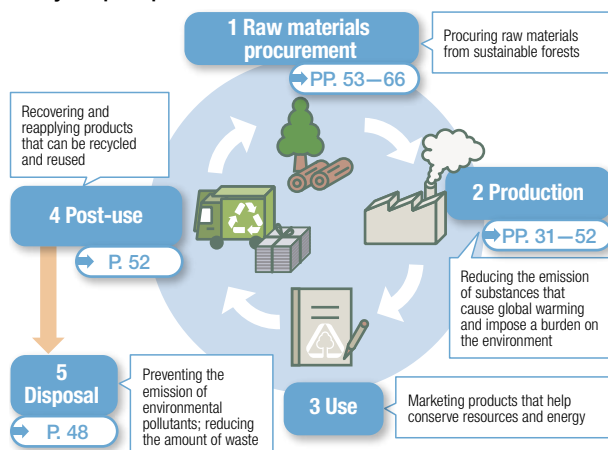 1 Raw materials
procurement
PP. 53—66
Procuring raw materials
from sustainable forests
2 Production
PP. 31—52
Reducing the emission
of substances that
cause global warming
and impose a burden on
the environment
3 Use
Marketing products that help
conserve resources and energy
Recovering and
reapplying products
that can be recycled
and reused
4 Post-use
P. 52
5
Disposal
P. 48
Preventing the
emission of
environmental
pollutants; reducing
the amount of waste